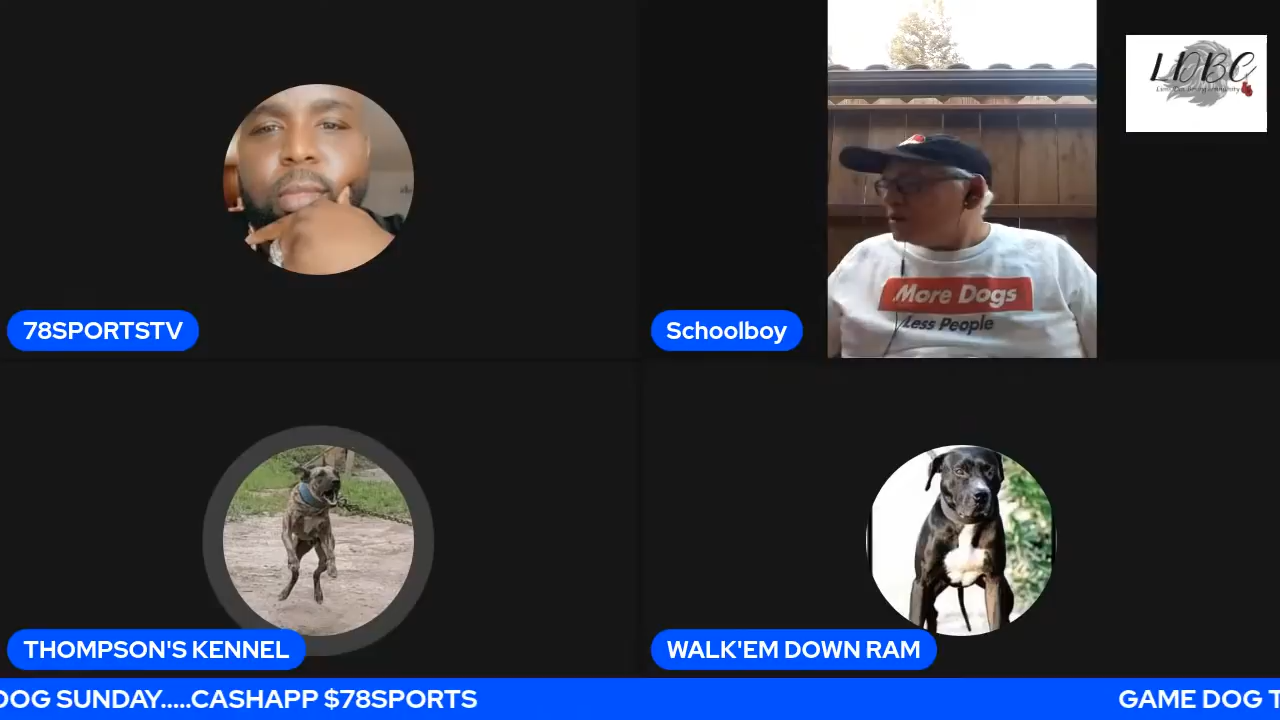 LDBC
78SPORTSTV
Schoolboy
More Dogs
Less People
THOMPSON'S KENNEL
WALK'EM DOWN RAM
DOG SUNDAY.....CASHAPP $78SPORTS
GAME DOG T